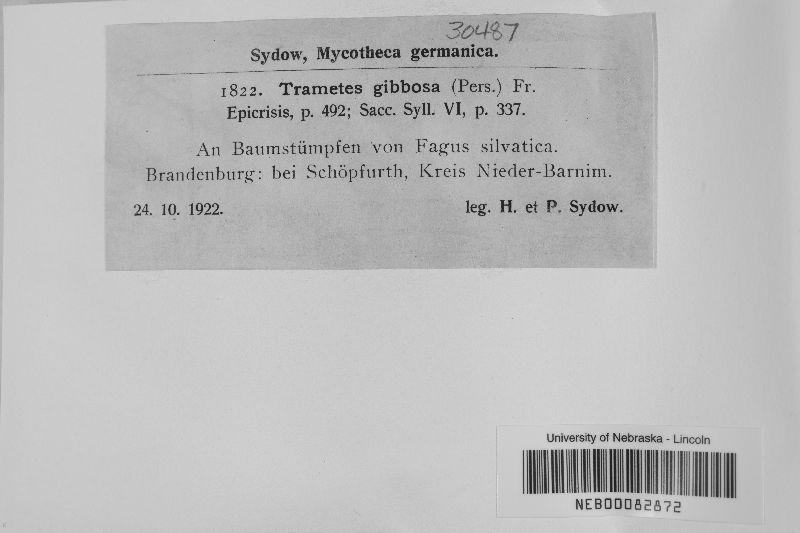 30487
Sydow, Mycotheca germanica.
1822. Trametes gibbosa (Pers.) Fr.
Epicrisis, p. 492; Sacc. Syll. VI, p. 337.
An Baumstümpfen von Fagus silvatica.
Brandenburg: bei Schöpfurth, Kreis Nieder-Barnim.
24. 10. 1922. leg. H. et P. Sydow.
University of Nebraska - Lincoln
NEB00082872